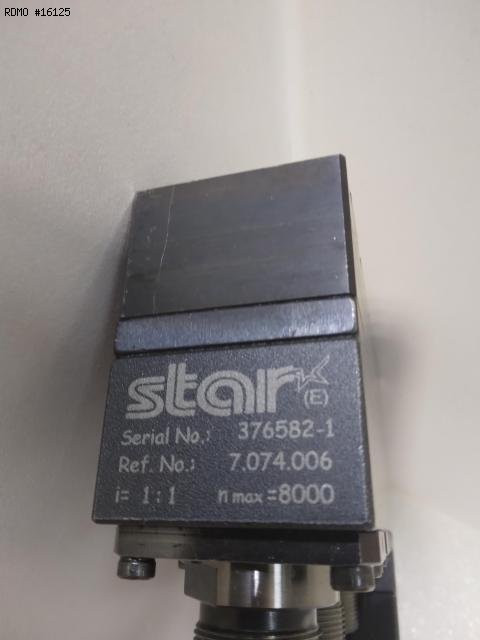 RDMO #16125
star
(E)
Serial No.: 376582-1
Ref. No.: 7.074.006
i= 1:1 n max =8000